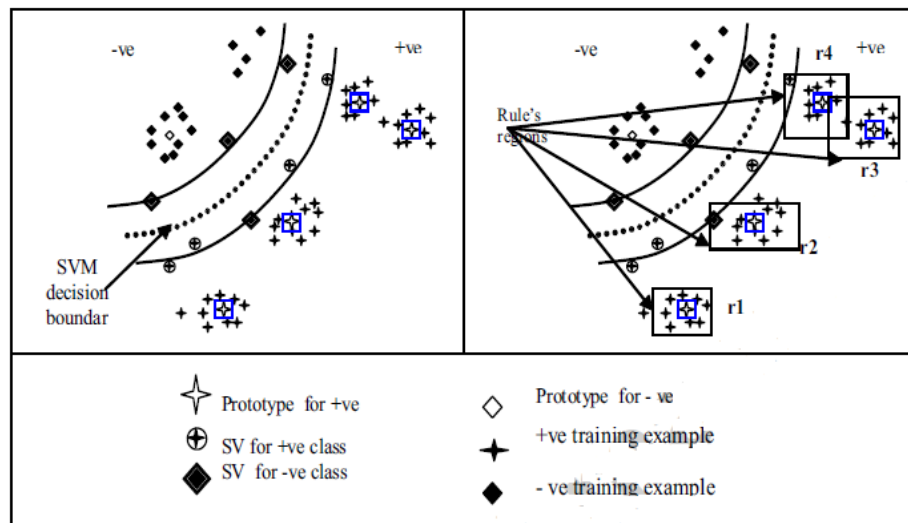 -ve
+ve
SVM
decision
boundar
-ve
+ve
r4
Rule's
regions
r3
r2
r1
Prototype for +ve
SV for +ve class
SV for -ve class
Prototype for - ve
+ve training example
- ve training example